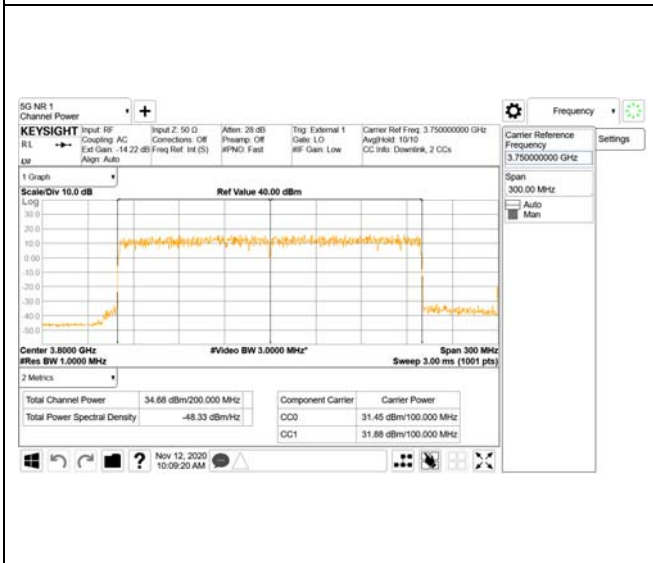 5G NR 1
Channel Power
+
Frequency
KEYSIGHT Input: RF Input Z: 50 Ω Atten: 28 dB Trig: External 1 Carrier Ref Freq: 3.750000000 GHz
RL Coupling: AC Corrections: Off Preamp: Off Gate: LO Avg|Hold: 10/10
Ext Gain: -14.22 dB Freq Ref: Int (S) #PNO: Fast #IF Gain: Low CC Info: Downlink, 2 CCs
Align: Auto
Carrier Reference Frequency
3.750000000 GHz
Settings
Span
300.00 MHz
Auto
Man
1 Graph
Scale/Div 10.0 dB Ref Value 40.00 dBm
Log
30.0
20.0
10.0
0.00
-10.0
-20.0
-30.0
-40.0
-50.0
Center 3.8000 GHz #Video BW 3.0000 MHz* Span 300 MHz
#Res BW 1.0000 MHz Sweep 3.00 ms (1001 pts)
2 Metrics
Total Channel Power 34.68 dBm/200.000 MHz Component Carrier Carrier Power
Total Power Spectral Density -48.33 dBm/Hz CC0 31.45 dBm/100.000 MHz
CC1 31.88 dBm/100.000 MHz
? Nov 12, 2020
10:09:20 AM